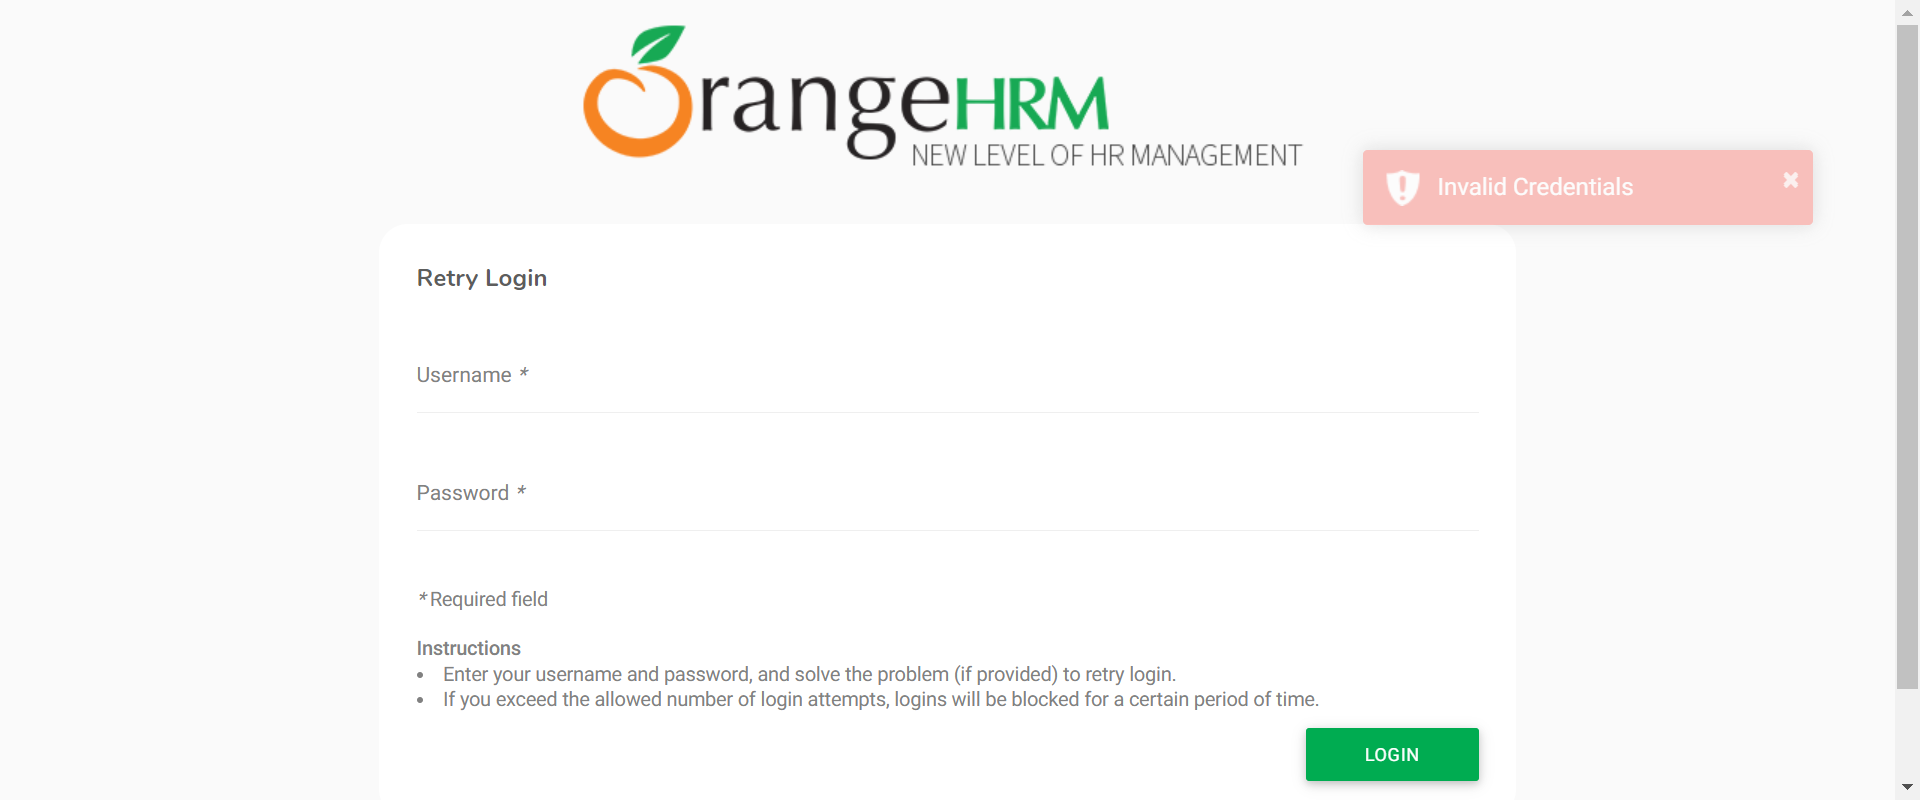 OrangeHRM
NEW LEVEL OF HR MANAGEMENT
Invalid Credentials
Retry Login
Username *
Password *
* Required field
Instructions
• Enter your username and password, and solve the problem (if provided) to retry login.
• If you exceed the allowed number of login attempts, logins will be blocked for a certain period of time.
LOGIN